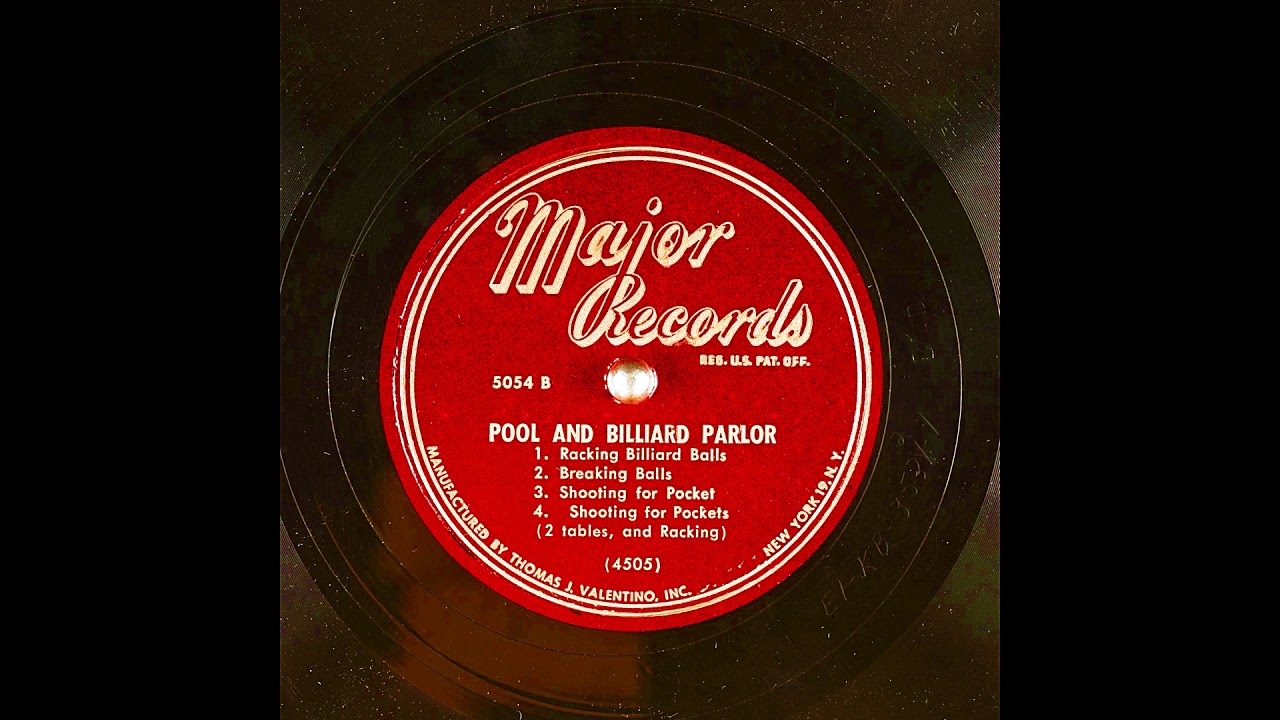 Major
Records
REG. U.S. PAT. OFF.
5054 B
POOL AND BILLIARD PARLOR
1. Racking Billiard Balls
2. Breaking Balls
3. Shooting for Pocket
4. Shooting for Pockets
(2 tables, and Racking)
(4505)
MANUFACTURED BY THOMAS J. VALENTINO, INC.
NEW YORK 19, N. Y.